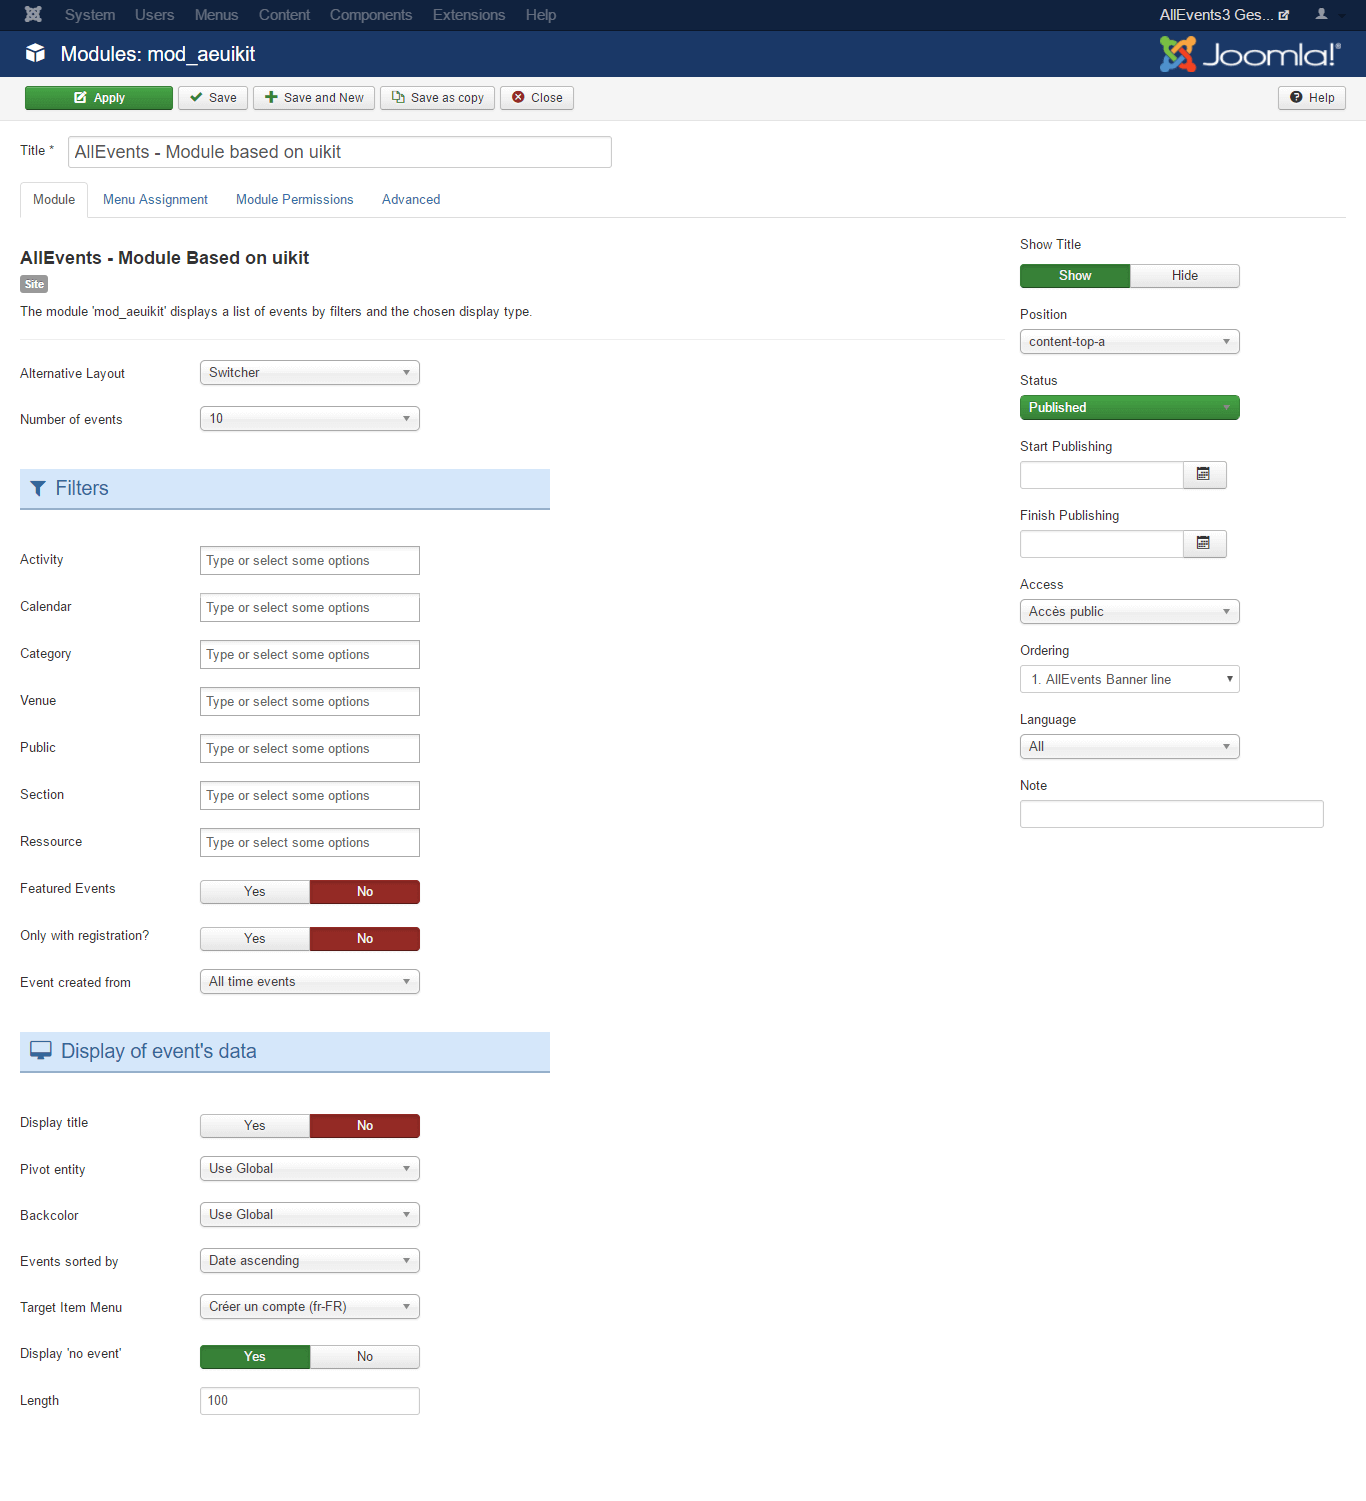 System Users Menus Content Components Extensions Help AllEvents3 Ges...
Modules: mod_aeuikit Joomla!®
Apply Save Save and New Save as copy Close Help
Title * AllEvents - Module based on uikit
Module Menu Assignment Module Permissions Advanced
AllEvents - Module Based on uikit
Site
The module 'mod_aeuikit' displays a list of events by filters and the chosen display type.
Alternative Layout Switcher
Number of events 10
Filters
Activity Type or select some options
Calendar Type or select some options
Category Type or select some options
Venue Type or select some options
Public Type or select some options
Section Type or select some options
Ressource Type or select some options
Featured Events Yes No
Only with registration? Yes No
Event created from All time events
Display of event's data
Display title Yes No
Pivot entity Use Global
Backcolor Use Global
Events sorted by Date ascending
Target Item Menu Créer un compte (fr-FR)
Display 'no event' Yes No
Length 100
Show Title
Show Hide
Position
content-top-a
Status
Published
Start Publishing
Finish Publishing
Access
Accès public
Ordering
1. AllEvents Banner line
Language
All
Note